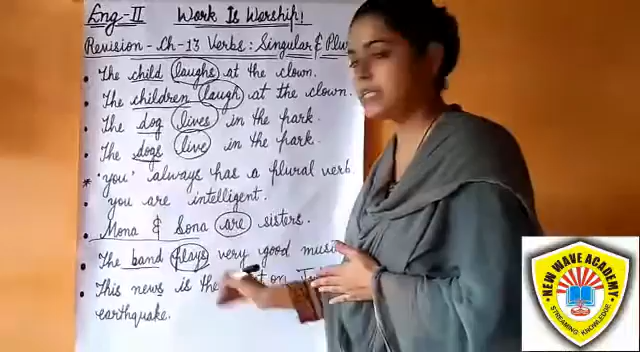 Eng-II Work Is Worship!
Revision - Ch-13 Verbs: Singular & Plu
The child laughs at the clown.
The children laugh at the clown.
The dog lives in the park.
The dogs live in the park.
* 'you' always has a plural verb
you are intelligent.
Mona & Sona are sisters.
The band plays very good musi
This news is the on
earthquake.
NEW WAVE ACADEMY
STREAMING KNOWLEDGE